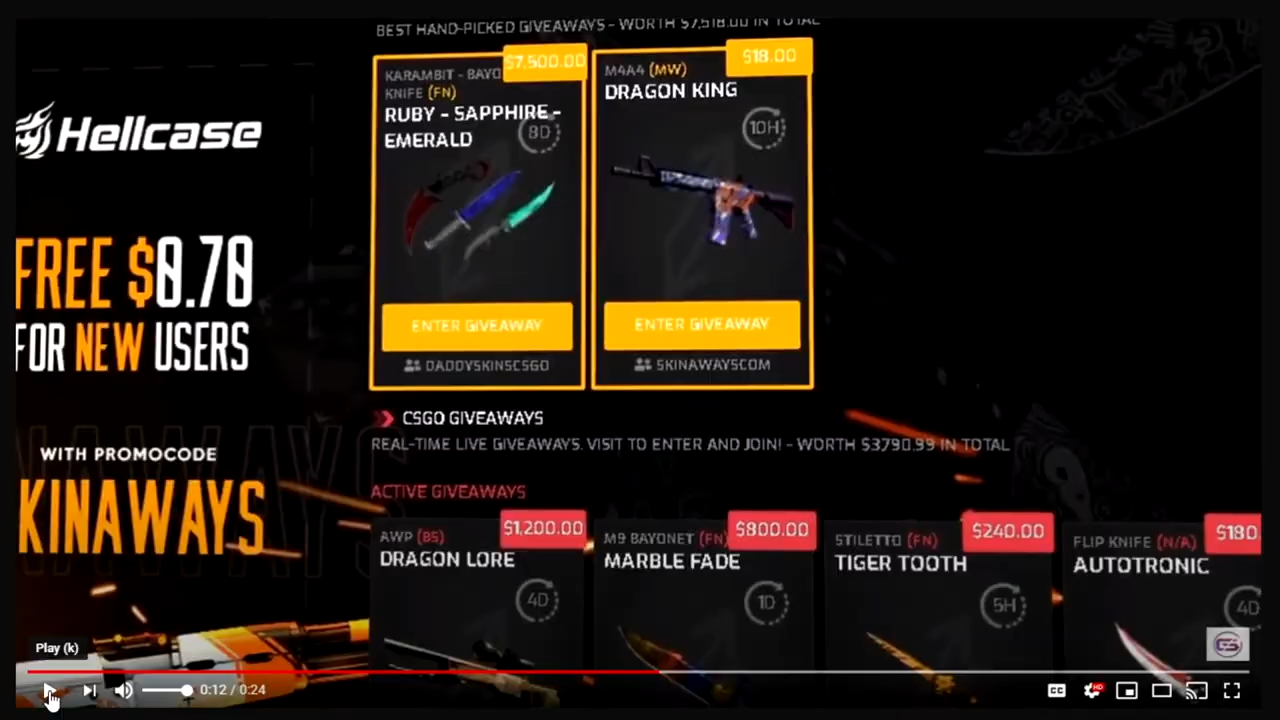 BEST HAND-PICKED GIVEAWAYS - WORTH $7,518.00 IN TOTAL
KARAMBIT - BAYO
$7,500.00
KNIFE (FN)
RUBY - SAPPHIRE -
EMERALD
8D
ENTER GIVEAWAY
DADDYSKINSCSGO
M4A4 (MW)
$18.00
DRAGON KING
10H
ENTER GIVEAWAY
SKINAWAYSCOM
Hellcase
FREE $0.70
FOR NEW USERS
WITH PROMOCODE
KINAWAYS
CSGO GIVEAWAYS
REAL-TIME LIVE GIVEAWAYS. VISIT TO ENTER AND JOIN! - WORTH $3790.99 IN TOTAL
ACTIVE GIVEAWAYS
AWP (BS)
$1,200.00
DRAGON LORE
4D
M9 BAYONET (FN)
$800.00
MARBLE FADE
1D
STILETTO (FN)
$240.00
TIGER TOOTH
5H
FLIP KNIFE (N/A)
$180
AUTOTRONIC
4D
Play (k)
0:12 / 0:24
CC
HD